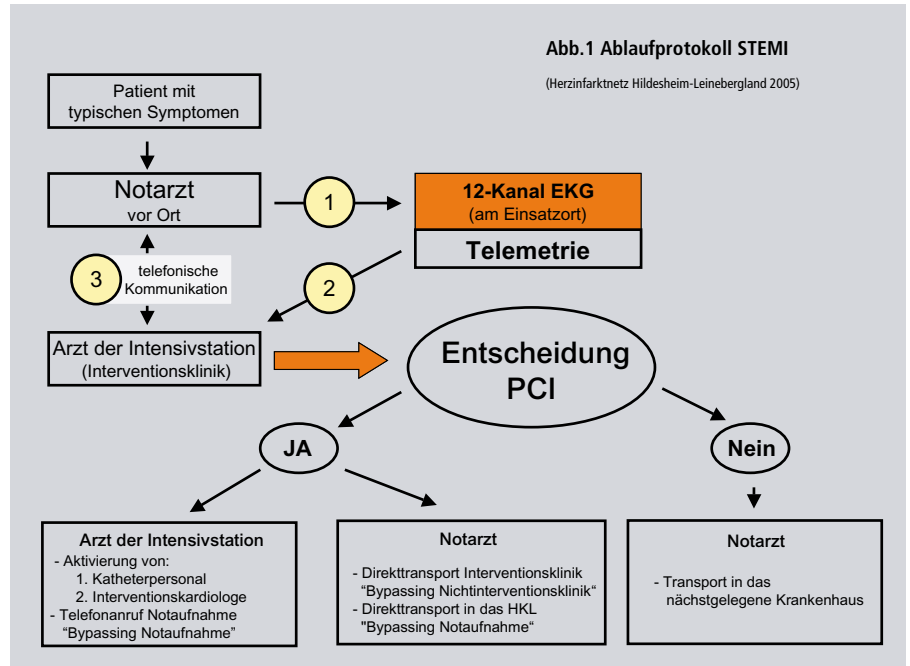 Abb.1 Ablaufprotokoll STEMI
(Herzinfarktnetz Hildesheim-Leinebergland 2005)
Patient mit
typischen Symptomen
Notarzt
vor Ort
1
12-Kanal EKG
(am Einsatzort)
Telemetrie
2
3
telefonische
Kommunikation
Arzt der Intensivstation
(Interventionsklinik)
Entscheidung
PCI
JA
Nein
Arzt der Intensivstation
- Aktivierung von:
1. Katheterpersonal
2. Interventionskardiologe
- Telefonanruf Notaufnahme
“Bypassing Notaufnahme”
Notarzt
- Direkttransport Interventionsklinik
“Bypassing Nichtinterventionsklinik“
- Direkttransport in das HKL
"Bypassing Notaufnahme“
Notarzt
- Transport in das
nächstgelegene Krankenhaus